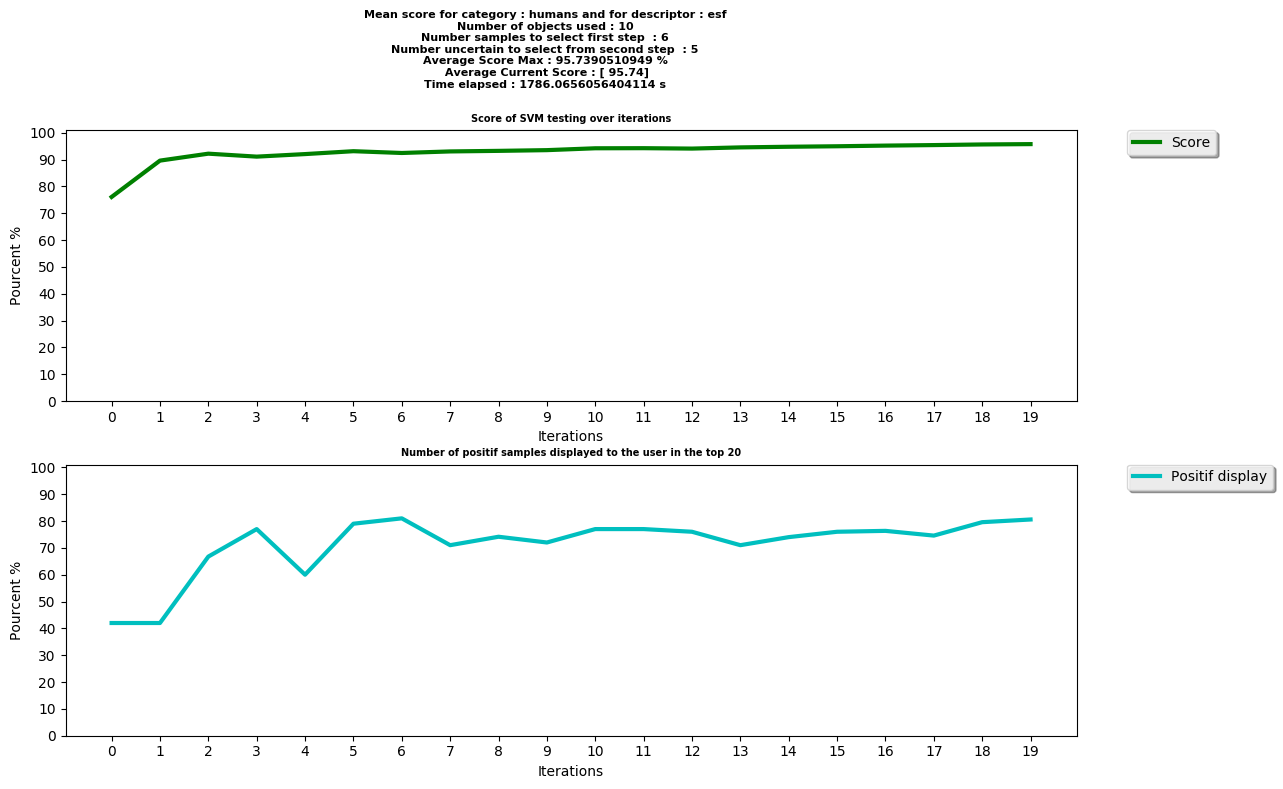 Mean score for category : humans and for descriptor : esf
Number of objects used : 10
Number samples to select first step  : 6
Number uncertain to select from second step  : 5
Average Score Max : 95.7390510949 %
Average Current Score : [ 95.74]
Time elapsed : 1786.0656056404114 s
Score of SVM testing over iterations
100
90
80
70
60
50
40
30
20
10
0
Pourcent %
0 1 2 3 4 5 6 7 8 9 10 11 12 13 14 15 16 17 18 19
Iterations
Score
Number of positif samples displayed to the user in the top 20
100
90
80
70
60
50
40
30
20
10
0
Pourcent %
0 1 2 3 4 5 6 7 8 9 10 11 12 13 14 15 16 17 18 19
Iterations
Positif display